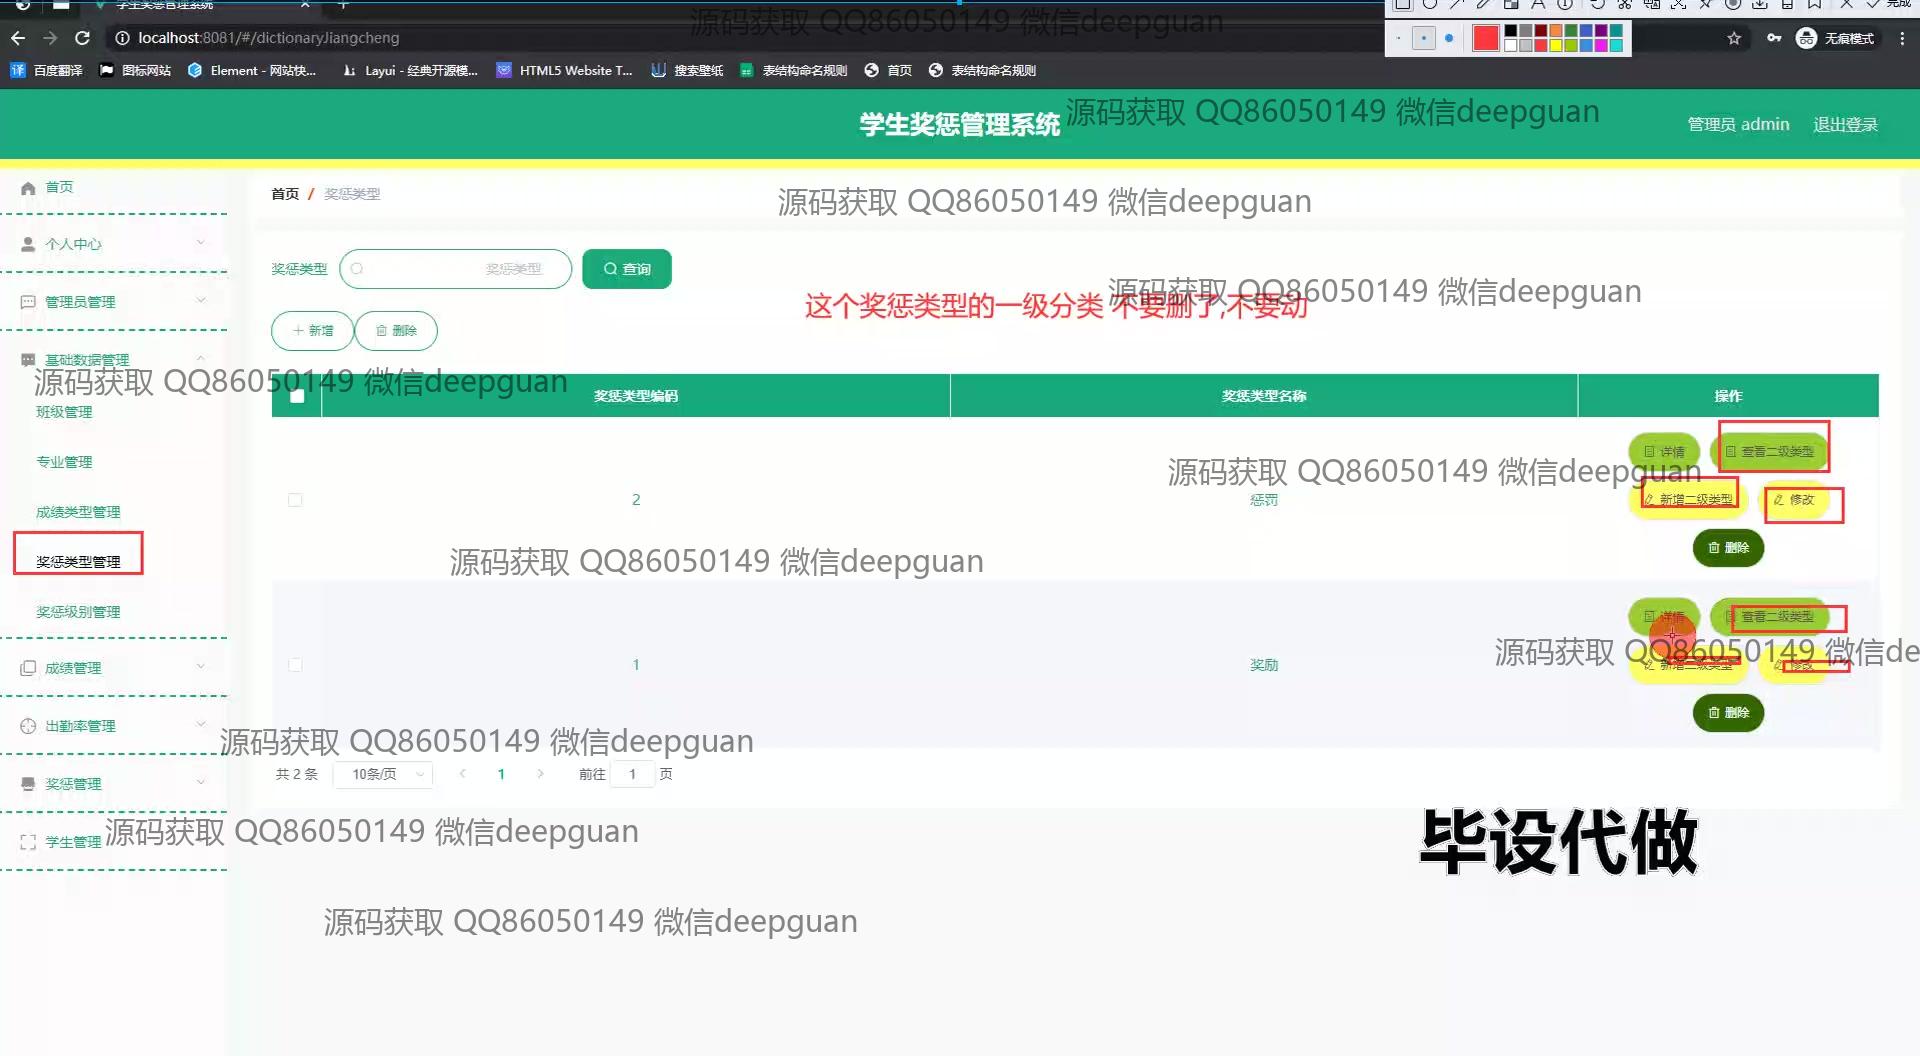 学生奖惩管理系统
源码获取 QQ86050149 微信deepguan
完成
localhost:8081/#/dictionaryJiangcheng
无痕模式
译 百度翻译
图标网站
Element - 网站快...
Layui - 经典开源模...
HTML5 Website T...
搜索壁纸
表结构命名规则
首页
表结构命名规则
学生奖惩管理系统
源码获取 QQ86050149 微信deepguan
管理员 admin
退出登录
首页
首页 / 奖惩类型
源码获取 QQ86050149 微信deepguan
个人中心
奖惩类型
奖惩类型
查询
源码获取 QQ86050149 微信deepguan
这个奖惩类型的一级分类 不要删了,不要动
管理员管理
新增
删除
基础数据管理
源码获取 QQ86050149 微信deepguan
奖惩类型编码
奖惩类型名称
操作
班级管理
专业管理
成绩类型管理
奖惩类型管理
奖惩级别管理
详情
查看二级类型
源码获取 QQ86050149 微信deepguan
2
惩罚
新增二级类型
修改
删除
源码获取 QQ86050149 微信deepguan
详情
查看二级类型
源码获取 QQ86050149 微信de
1
奖励
新增二级类型
修改
删除
成绩管理
出勤率管理
源码获取 QQ86050149 微信deepguan
共 2 条
10条/页
1
前往 1 页
奖惩管理
学生管理
源码获取 QQ86050149 微信deepguan
毕设代做
源码获取 QQ86050149 微信deepguan